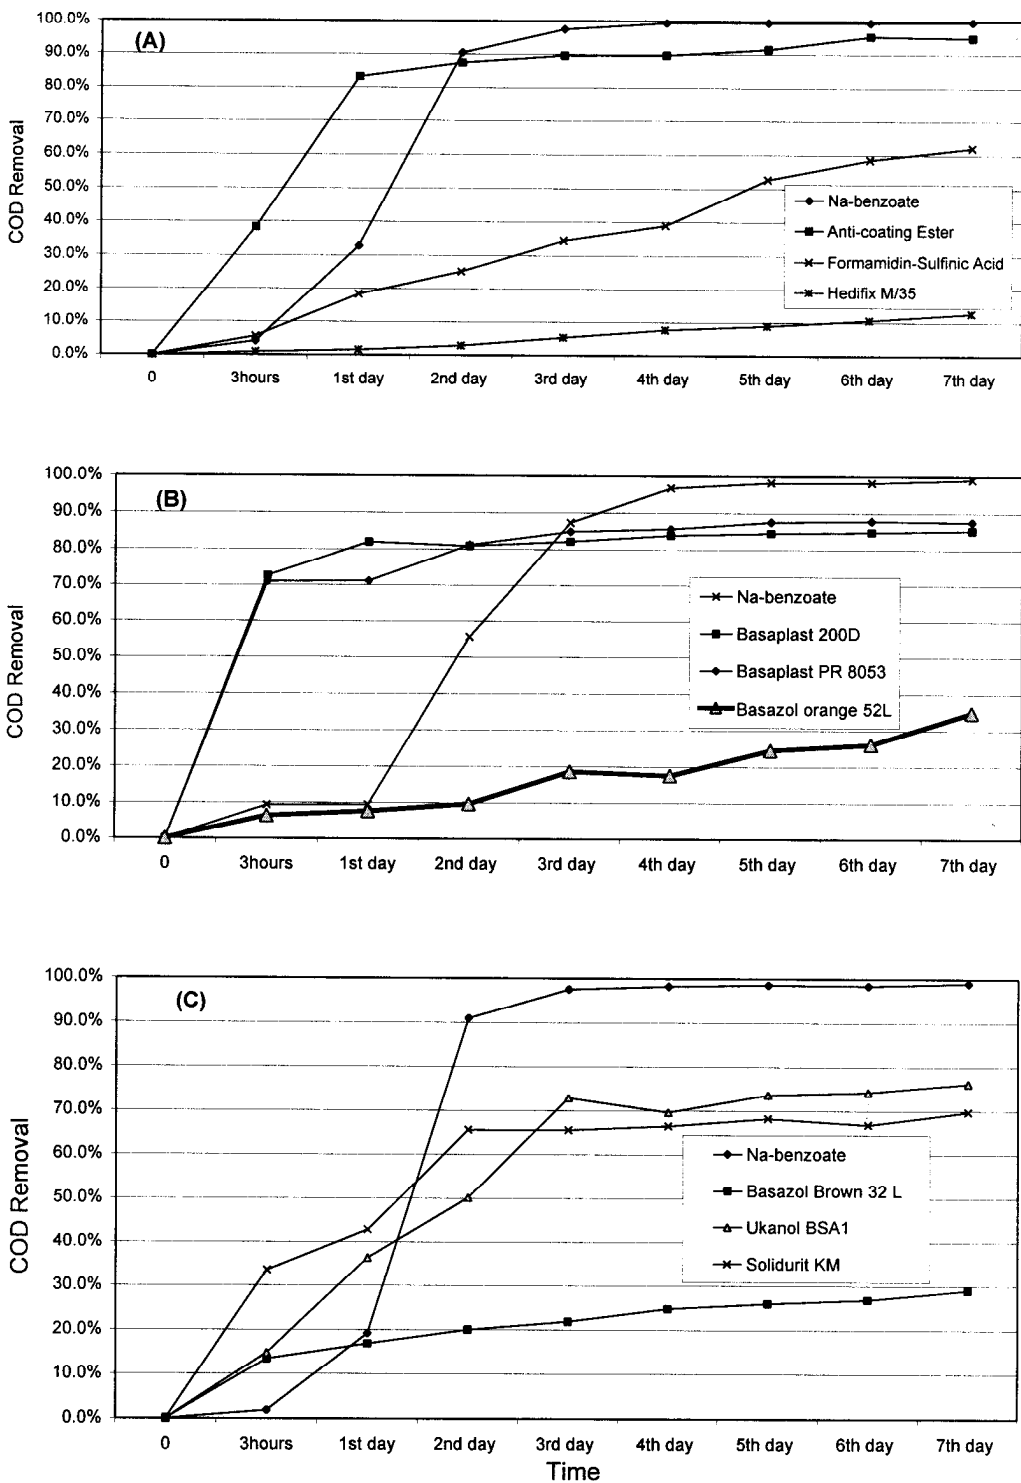 100.0%
90.0%
80.0%
70.0%
60.0%
50.0%
40.0%
30.0%
20.0%
10.0%
0.0%
COD Removal
(A)
Na-benzoate
Anti-coating Ester
Formamidin-Sulfinic Acid
Hedifix M/35
0 3hours 1st day 2nd day 3rd day 4th day 5th day 6th day 7th day
100.0%
90.0%
80.0%
70.0%
60.0%
50.0%
40.0%
30.0%
20.0%
10.0%
0.0%
COD Removal
(B)
Na-benzoate
Basaplast 200D
Basaplast PR 8053
Basazol orange 52L
0 3hours 1st day 2nd day 3rd day 4th day 5th day 6th day 7th day
100.0%
90.0%
80.0%
70.0%
60.0%
50.0%
40.0%
30.0%
20.0%
10.0%
0.0%
COD Removal
(C)
Na-benzoate
Basazol Brown 32 L
Ukanol BSA1
Solidurit KM
0 3hours 1st day 2nd day 3rd day 4th day 5th day 6th day 7th day
Time